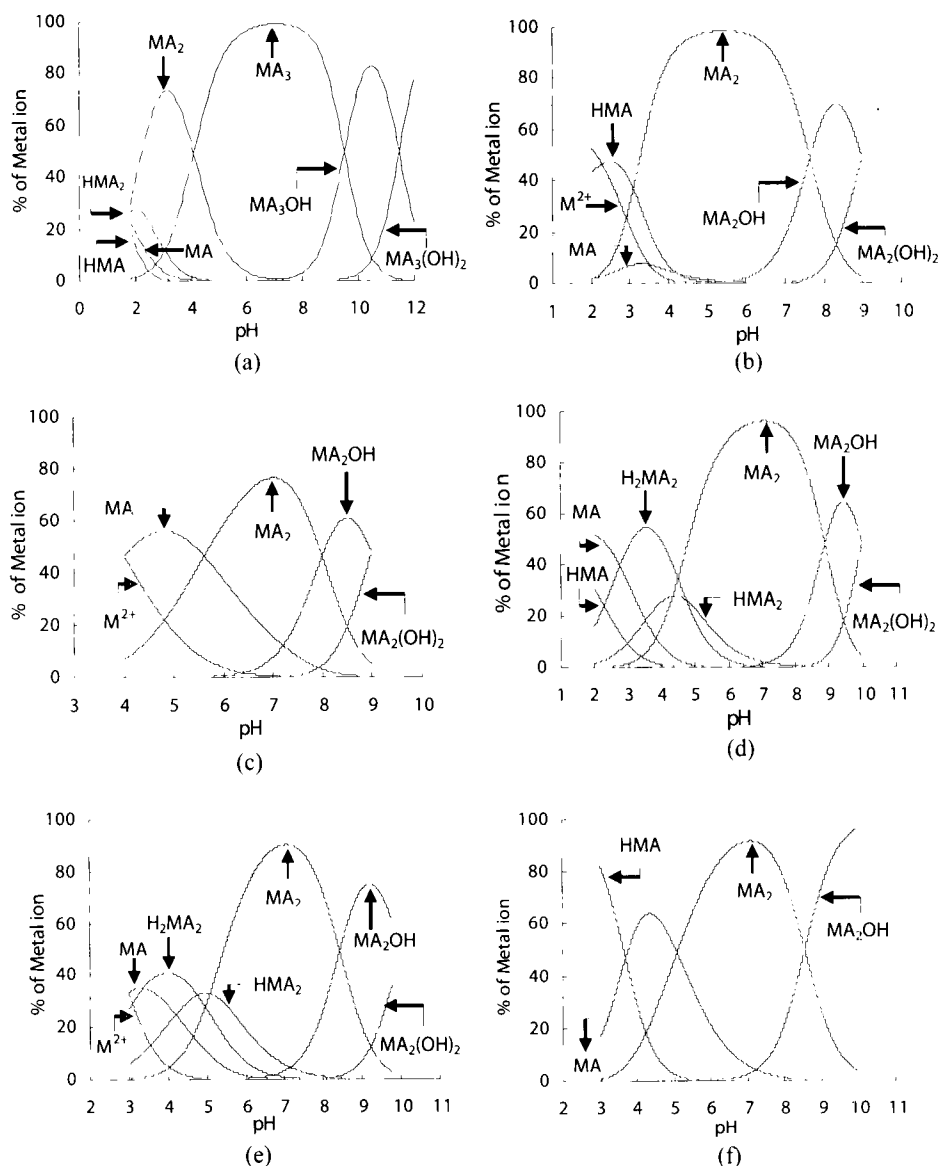 100
80
60
40
20
0
% of Metal ion
MA₂
MA₃
HMA₂
HMA
MA
MA₃OH
MA₃(OH)₂
0 2 4 6 8 10 12
pH
(a)
100
80
60
40
20
0
% of Metal ion
HMA
MA₂
M²⁺
MA
MA₂OH
MA₂(OH)₂
1 2 3 4 5 6 7 8 9 10
pH
(b)
100
80
60
40
20
0
% of Metal ion
MA
M²⁺
MA₂
MA₂OH
MA₂(OH)₂
3 4 5 6 7 8 9 10
pH
(c)
100
80
60
40
20
0
% of Metal ion
MA
HMA
H₂MA₂
HMA₂
MA₂
MA₂OH
MA₂(OH)₂
1 2 3 4 5 6 7 8 9 10 11
pH
(d)
100
80
60
40
20
0
% of Metal ion
MA
H₂MA₂
M²⁺
HMA₂
MA₂
MA₂OH
MA₂(OH)₂
2 3 4 5 6 7 8 9 10 11
pH
(e)
100
80
60
40
20
0
% of Metal ion
HMA
MA
MA₂
MA₂OH
2 3 4 5 6 7 8 9 10 11
pH
(f)